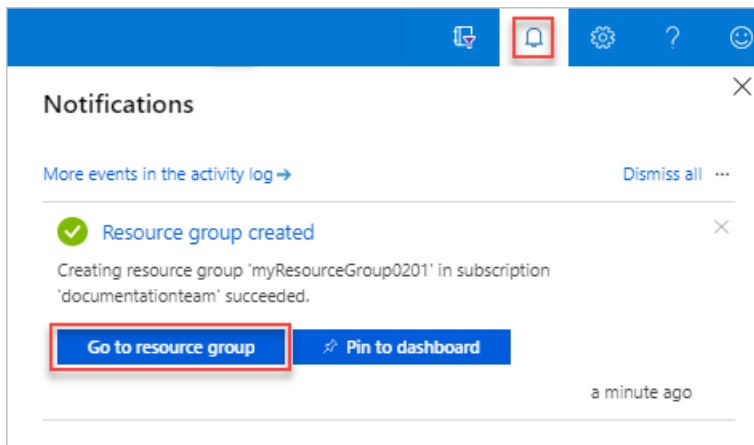 Notifications
More events in the activity log →
Dismiss all ...
Resource group created
Creating resource group 'myResourceGroup0201' in subscription
'documentationteam' succeeded.
Go to resource group
Pin to dashboard
a minute ago